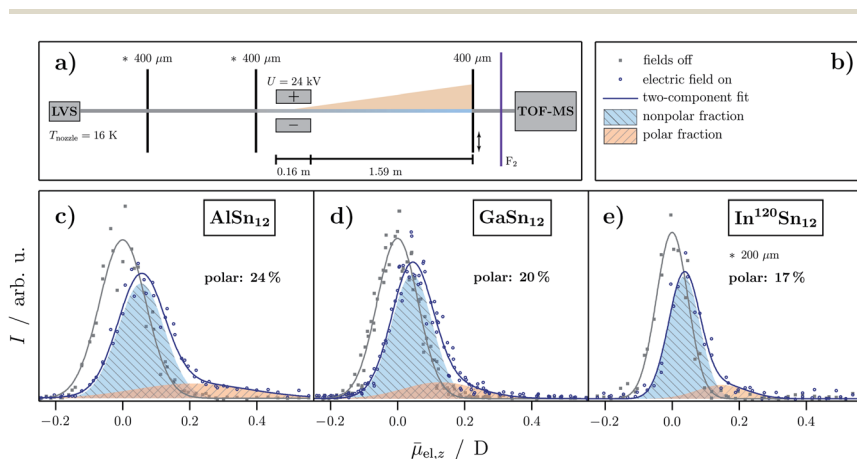 a)
* 400 μm
* 400 μm
400 μm
U = 24 kV
+
−
LVS
TOF-MS
T_nozzle = 16 K
F₂
0.16 m
1.59 m
b)
fields off
electric field on
two-component fit
nonpolar fraction
polar fraction
c)
AlSn₁₂
polar: 24 %
d)
GaSn₁₂
polar: 20 %
e)
In¹²⁰Sn₁₂
* 200 μm
polar: 17 %
I / arb. u.
−0.2 0.0 0.2 0.4
−0.2 0.0 0.2 0.4
−0.2 0.0 0.2 0.4
μ̄_el,z / D